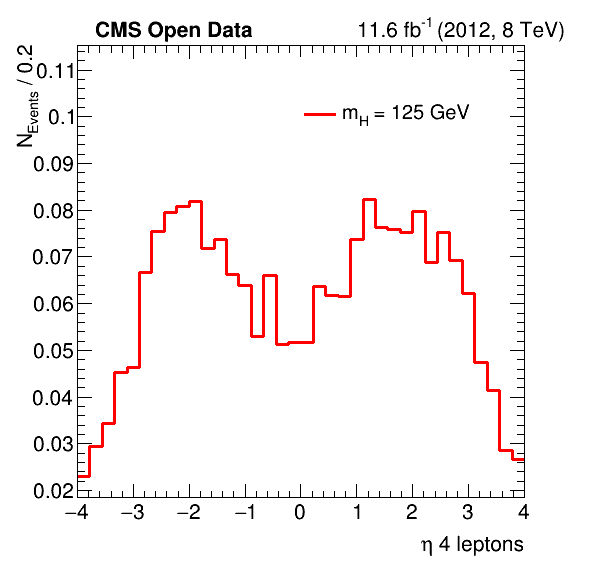 CMS Open Data 11.6 fb⁻¹ (2012, 8 TeV)
N_Events / 0.2
m_H = 125 GeV
0.11
0.1
0.09
0.08
0.07
0.06
0.05
0.04
0.03
0.02
−4 −3 −2 −1 0 1 2 3 4
η 4 leptons